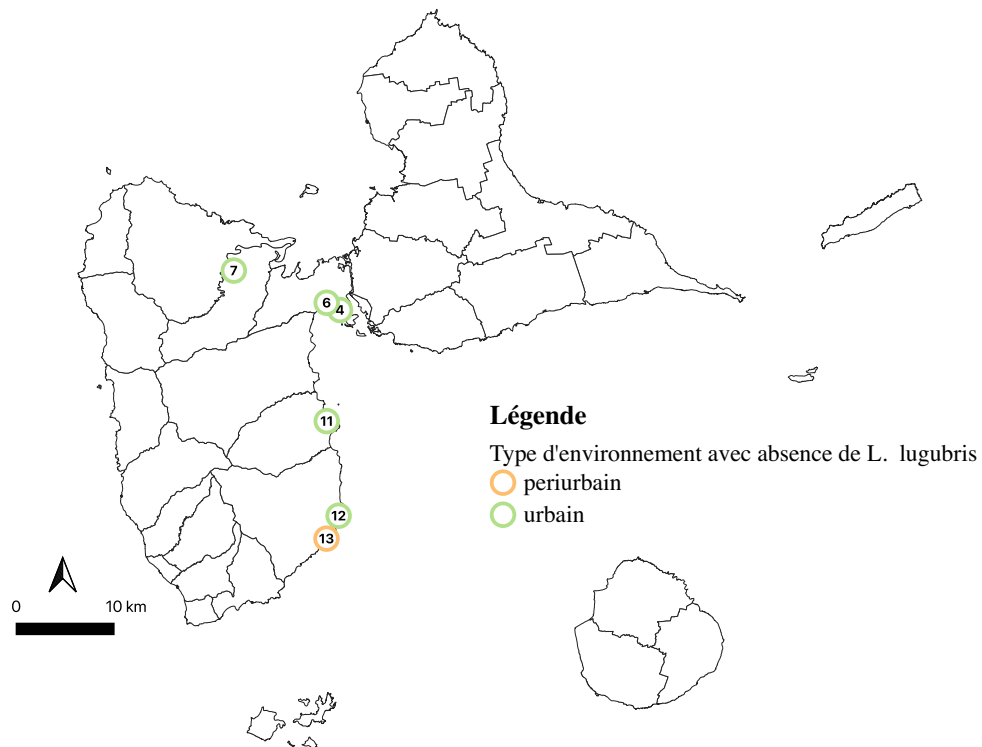 7
6
4
11
Légende
Type d'environnement avec absence de L. lugubris
periurbain
urbain
12
13
0 10 km